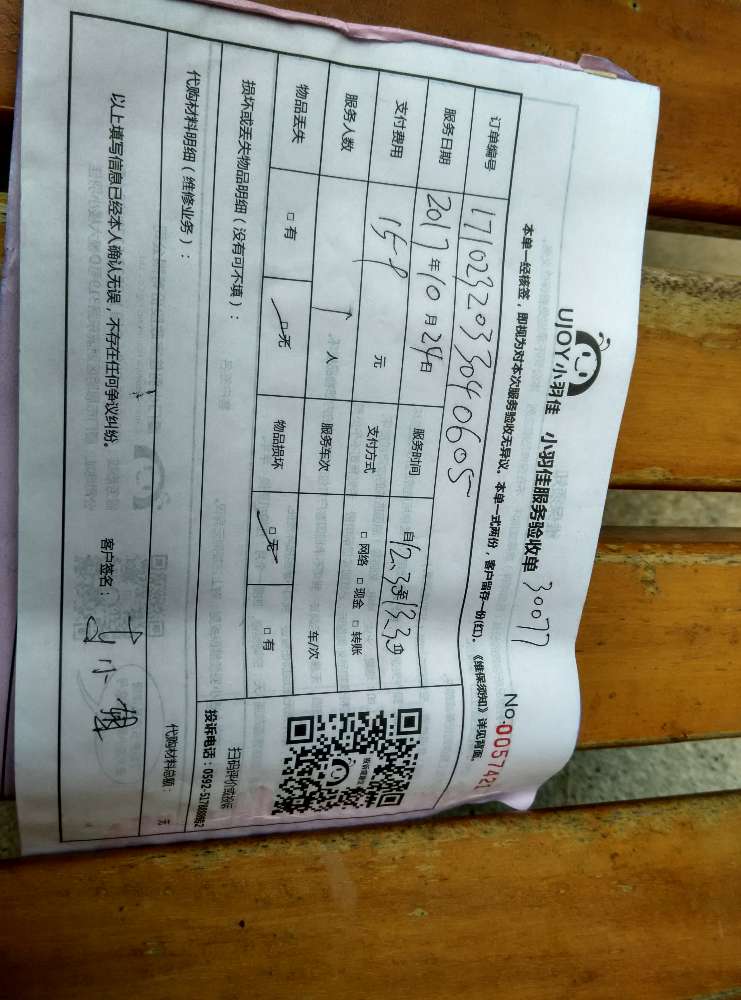 UJOY小羽佳 小羽佳服务验收单 30077
No.0057421
本单一经核签，即视为对本次服务验收无异议。本单一式两份，客户留存一份(红)。《维保须知》详见背面。
订单编号 1710232033040605
服务日期 2017年10月24日 服务时间 自12:30至13:30
支付费用 元 支付方式 □网络 □现金 □转账
服务人数 1人 服务车次 车/次
物品丢失 □有 □无 物品损坏 □无 □有
损坏或丢失物品明细（没有可不填）：
扫码评价或投诉
投诉电话：0592-5176
代购材料明细（维修业务）：
代购材料总额： 元
以上填写信息已经本人确认无误，不存在任何争议纠纷。 客户签名：